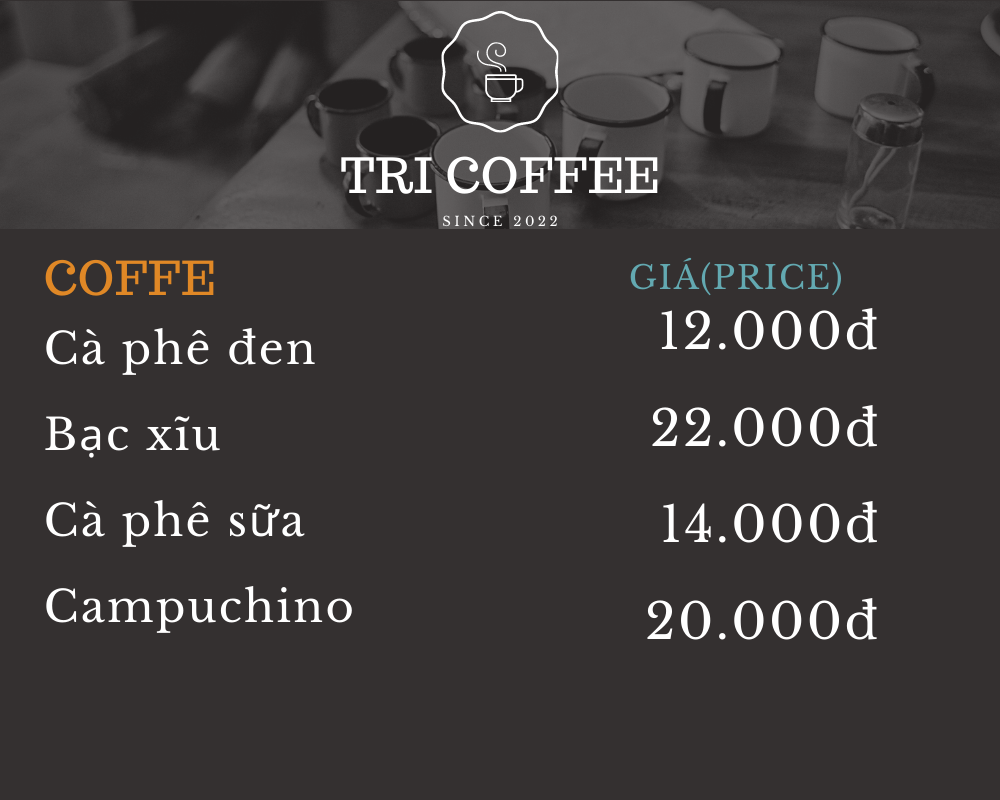 TRI COFFEE
SINCE 2022
COFFE GIÁ(PRICE)
Cà phê đen 12.000đ
Bạc xĩu 22.000đ
Cà phê sữa 14.000đ
Campuchino 20.000đ